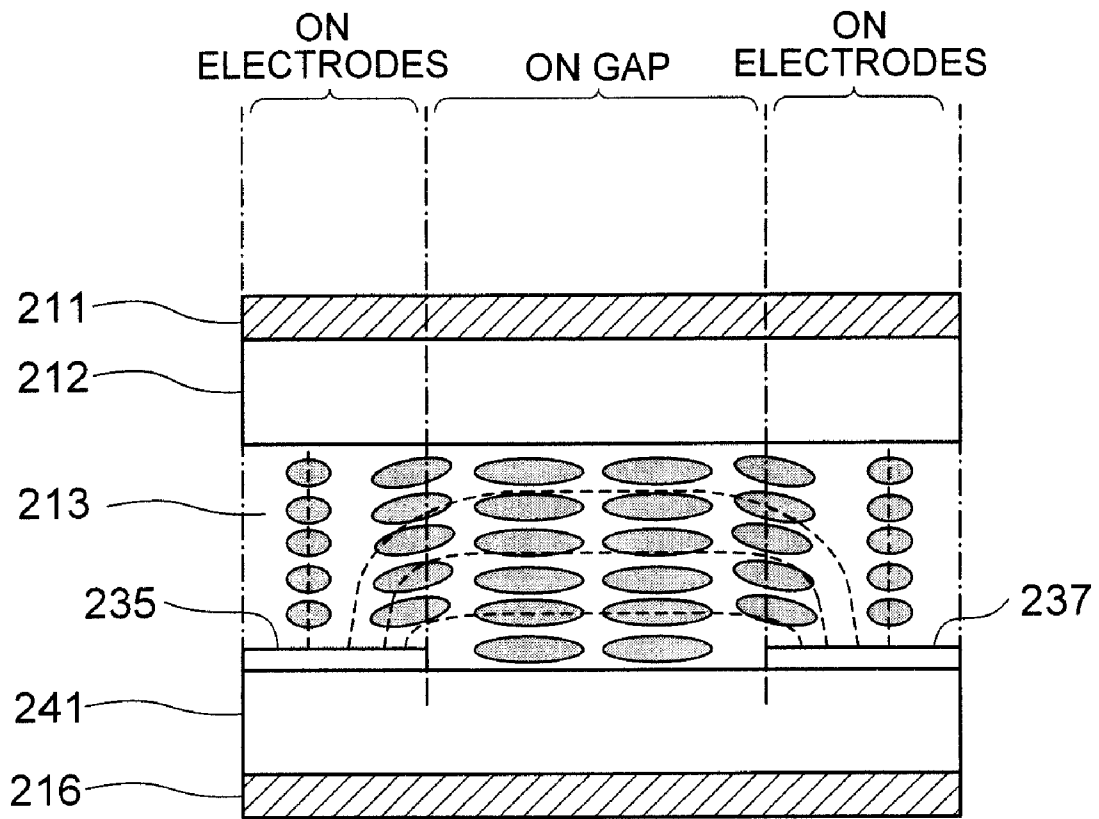 ON
ELECTRODES
ON GAP
ON
ELECTRODES
211
212
213
235
237
241
216